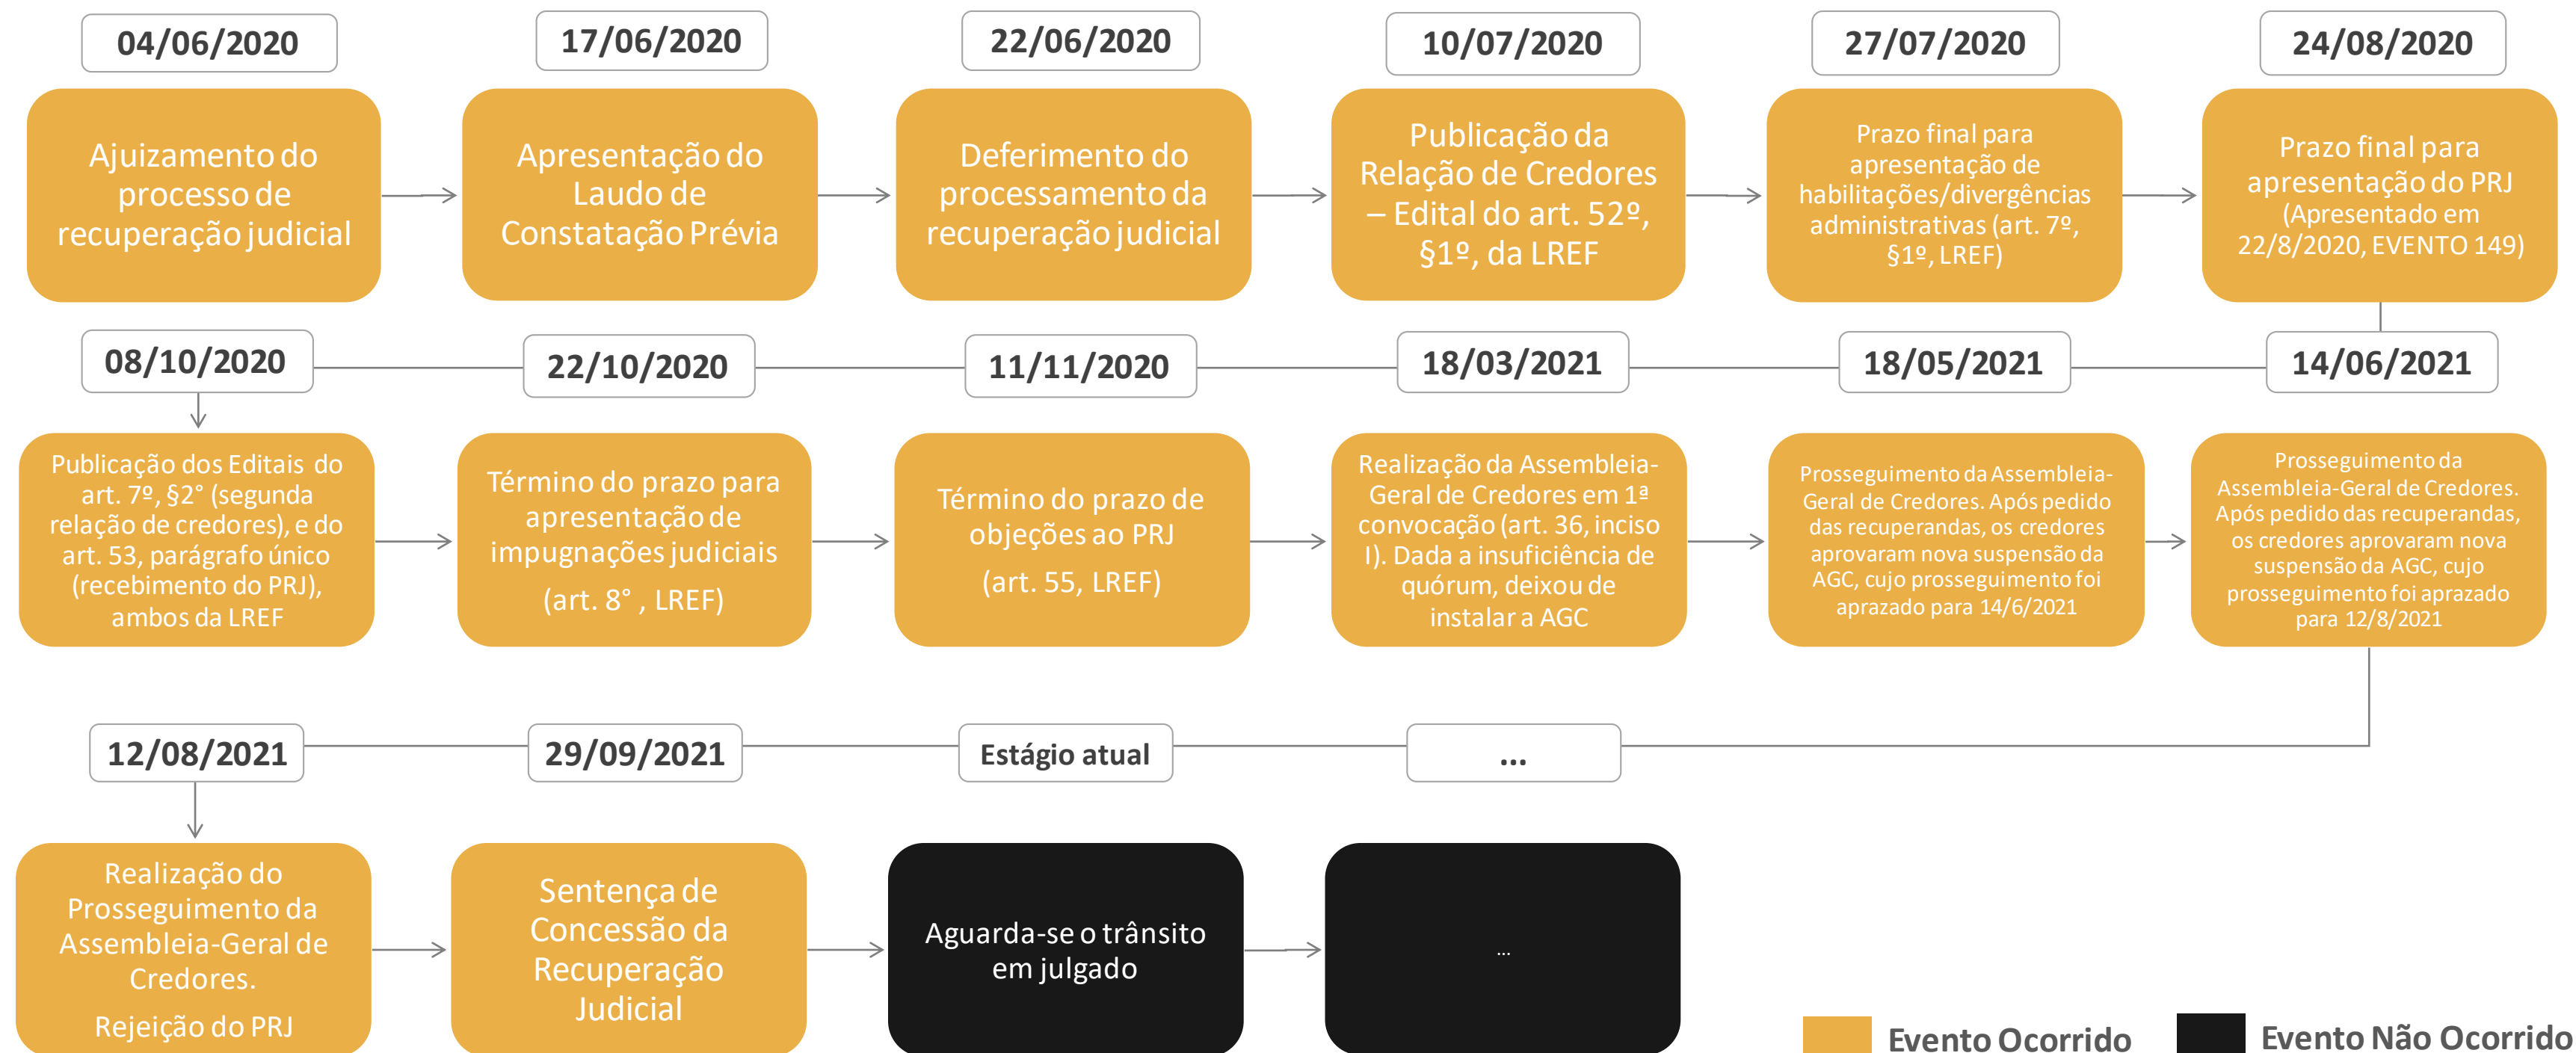 04/06/2020
17/06/2020
22/06/2020
10/07/2020
27/07/2020
24/08/2020
Ajuizamento do
processo de
recuperação judicial
Apresentação do
Laudo de
Constatação Prévia
Deferimento do
processamento da
recuperação judicial
Publicação da
Relação de Credores
– Edital do art. 52º,
§1º, da LREF
Prazo final para
apresentação de
habilitações/divergências
administrativas (art. 7º,
§1º, LREF)
Prazo final para
apresentação do PRJ
(Apresentado em
22/8/2020, EVENTO 149)
08/10/2020
22/10/2020
11/11/2020
18/03/2021
18/05/2021
14/06/2021
Publicação dos Editais do
art. 7º, §2° (segunda
relação de credores), e do
art. 53, parágrafo único
(recebimento do PRJ),
ambos da LREF
Término do prazo para
apresentação de
impugnações judiciais
(art. 8° , LREF)
Término do prazo de
objeções ao PRJ
(art. 55, LREF)
Realização da Assembleia-
Geral de Credores em 1ª
convocação (art. 36, inciso
I). Dada a insuficiência de
quórum, deixou de
instalar a AGC
Prosseguimento da Assembleia-
Geral de Credores. Após pedido
das recuperandas, os credores
aprovaram nova suspensão da
AGC, cujo prosseguimento foi
aprazado para 14/6/2021
Prosseguimento da
Assembleia-Geral de Credores.
Após pedido das recuperandas,
os credores aprovaram nova
suspensão da AGC, cujo
prosseguimento foi aprazado
para 12/8/2021
12/08/2021
29/09/2021
Estágio atual
...
Realização do
Prosseguimento da
Assembleia-Geral de
Credores.
Rejeição do PRJ
Sentença de
Concessão da
Recuperação
Judicial
Aguarda-se o trânsito
em julgado
...
Evento Ocorrido
Evento Não Ocorrido